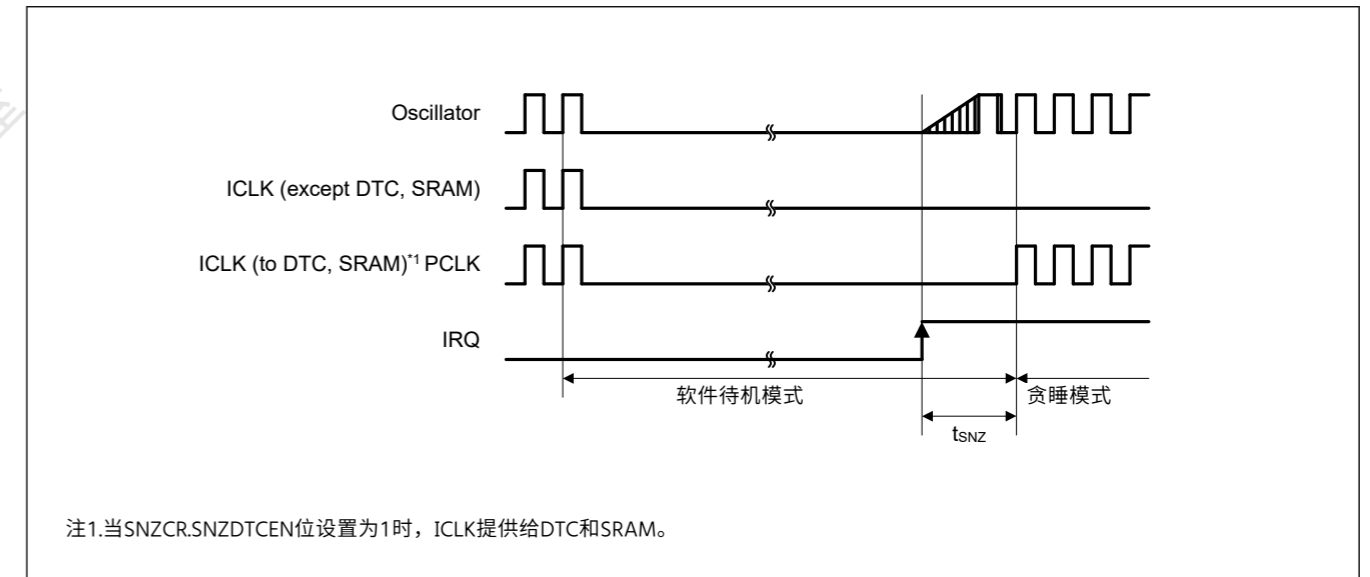 Oscillator
ICLK (except DTC, SRAM)
ICLK (to DTC, SRAM)*1 PCLK
IRQ
软件待机模式
贪睡模式
tSNZ
注1.当SNZCR.SNZDTCEN位设置为1时，ICLK提供给DTC和SRAM。